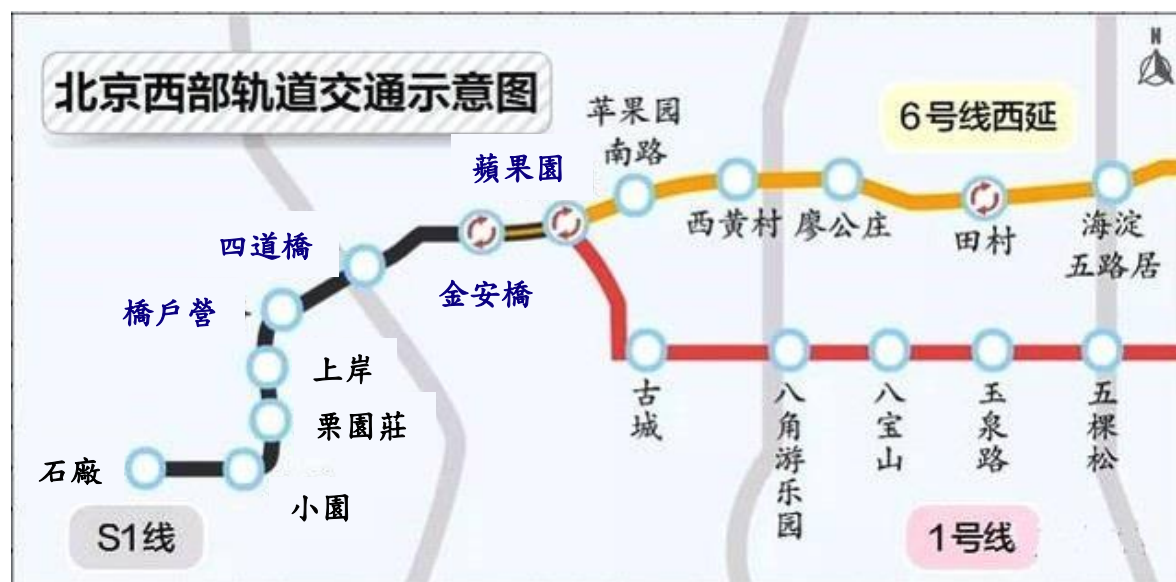 北京西部轨道交通示意图
N
6号线西延
苹果园
南路
蘋果園
西黄村
廖公庄
田村
海淀
五路居
四道橋
金安橋
橋戶營
上岸
栗園莊
石廠
小園
古城
八角游乐园
八宝山
玉泉路
五棵松
S1线
1号线